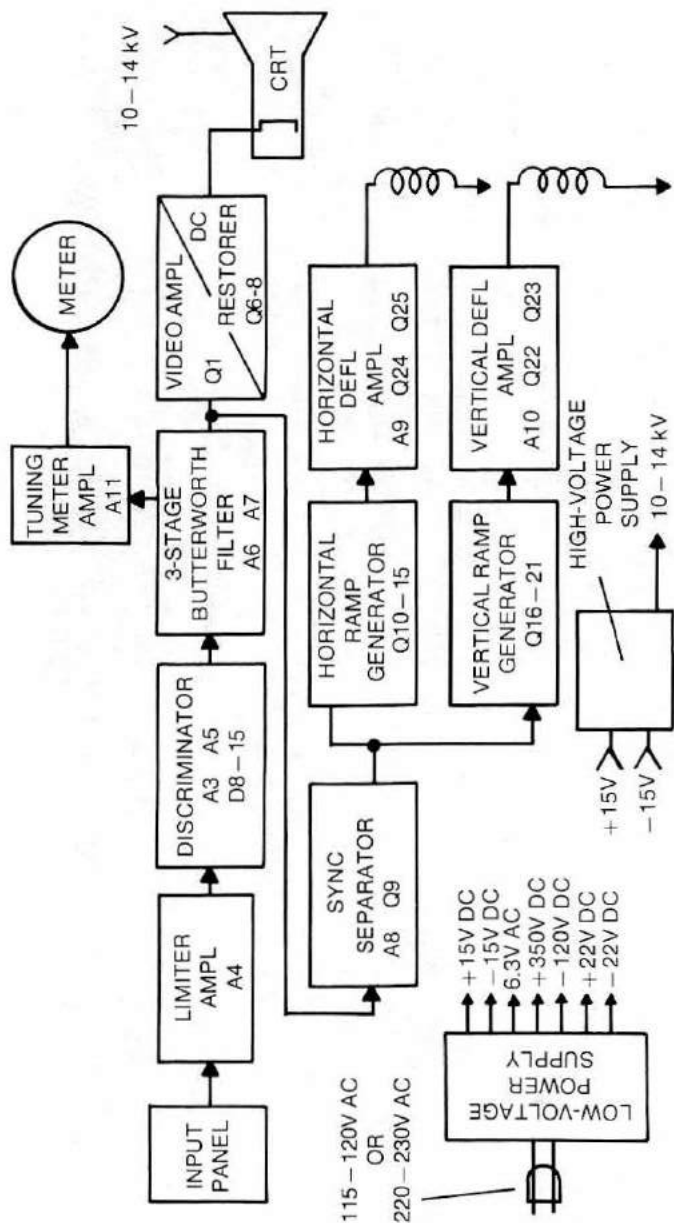 INPUT
PANEL
LIMITER
AMPL
A4
DISCRIMINATOR
A3 A5
D8–15
3-STAGE
BUTTERWORTH
FILTER
A6 A7
TUNING
METER
AMPL
A11
METER
VIDEO AMPL
Q1
DC
RESTORER
Q6-8
10–14 kV
CRT
SYNC
SEPARATOR
A8 Q9
HORIZONTAL
RAMP
GENERATOR
Q10–15
HORIZONTAL
DEFL
AMPL
A9 Q24 Q25
VERTICAL RAMP
GENERATOR
Q16–21
VERTICAL DEFL
AMPL
A10 Q22 Q23
115–120V AC
OR
220–230V AC
LOW-VOLTAGE
POWER
SUPPLY
+15V DC
−15V DC
6.3V AC
+350V DC
−120V DC
+22V DC
−22V DC
+15V
−15V
HIGH-VOLTAGE
POWER
SUPPLY
10–14 kV